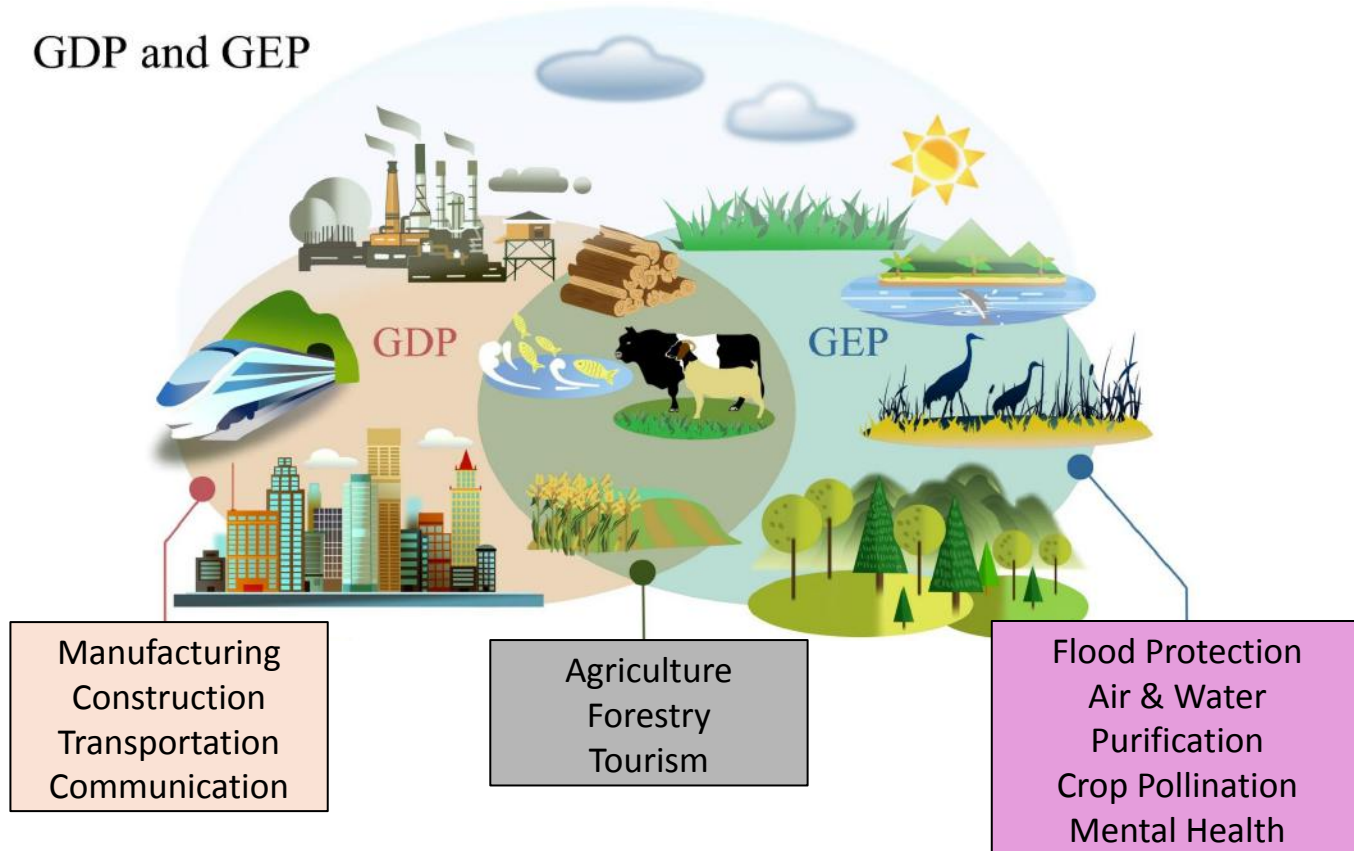 GDP and GEP
GDP
GEP
Manufacturing
Construction
Transportation
Communication
Agriculture
Forestry
Tourism
Flood Protection
Air & Water
Purification
Crop Pollination
Mental Health